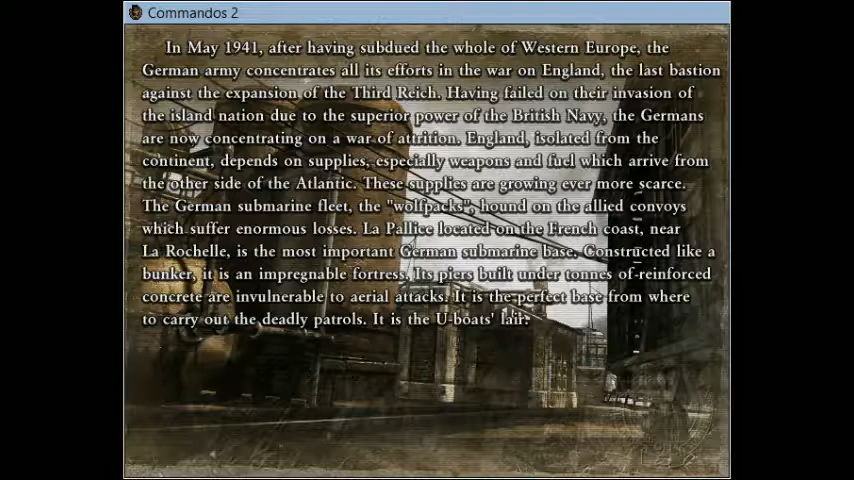 Commandos 2
In May 1941, after having subdued the whole of Western Europe, the
German army concentrates all its efforts in the war on England, the last bastion
against the expansion of the Third Reich. Having failed on their invasion of
the island nation due to the superior power of the British Navy, the Germans
are now concentrating on a war of attrition. England, isolated from the
continent, depends on supplies, especially weapons and fuel which arrive from
the other side of the Atlantic. These supplies are growing ever more scarce.
The German submarine fleet, the "wolfpacks", hound on the allied convoys
which suffer enormous losses. La Pallice located on the French coast, near
La Rochelle, is the most important German submarine base. Constructed like a
bunker, it is an impregnable fortress. Its piers built under tonnes of reinforced
concrete are invulnerable to aerial attacks. It is the perfect base from where
to carry out the deadly patrols. It is the U-boats' lair.